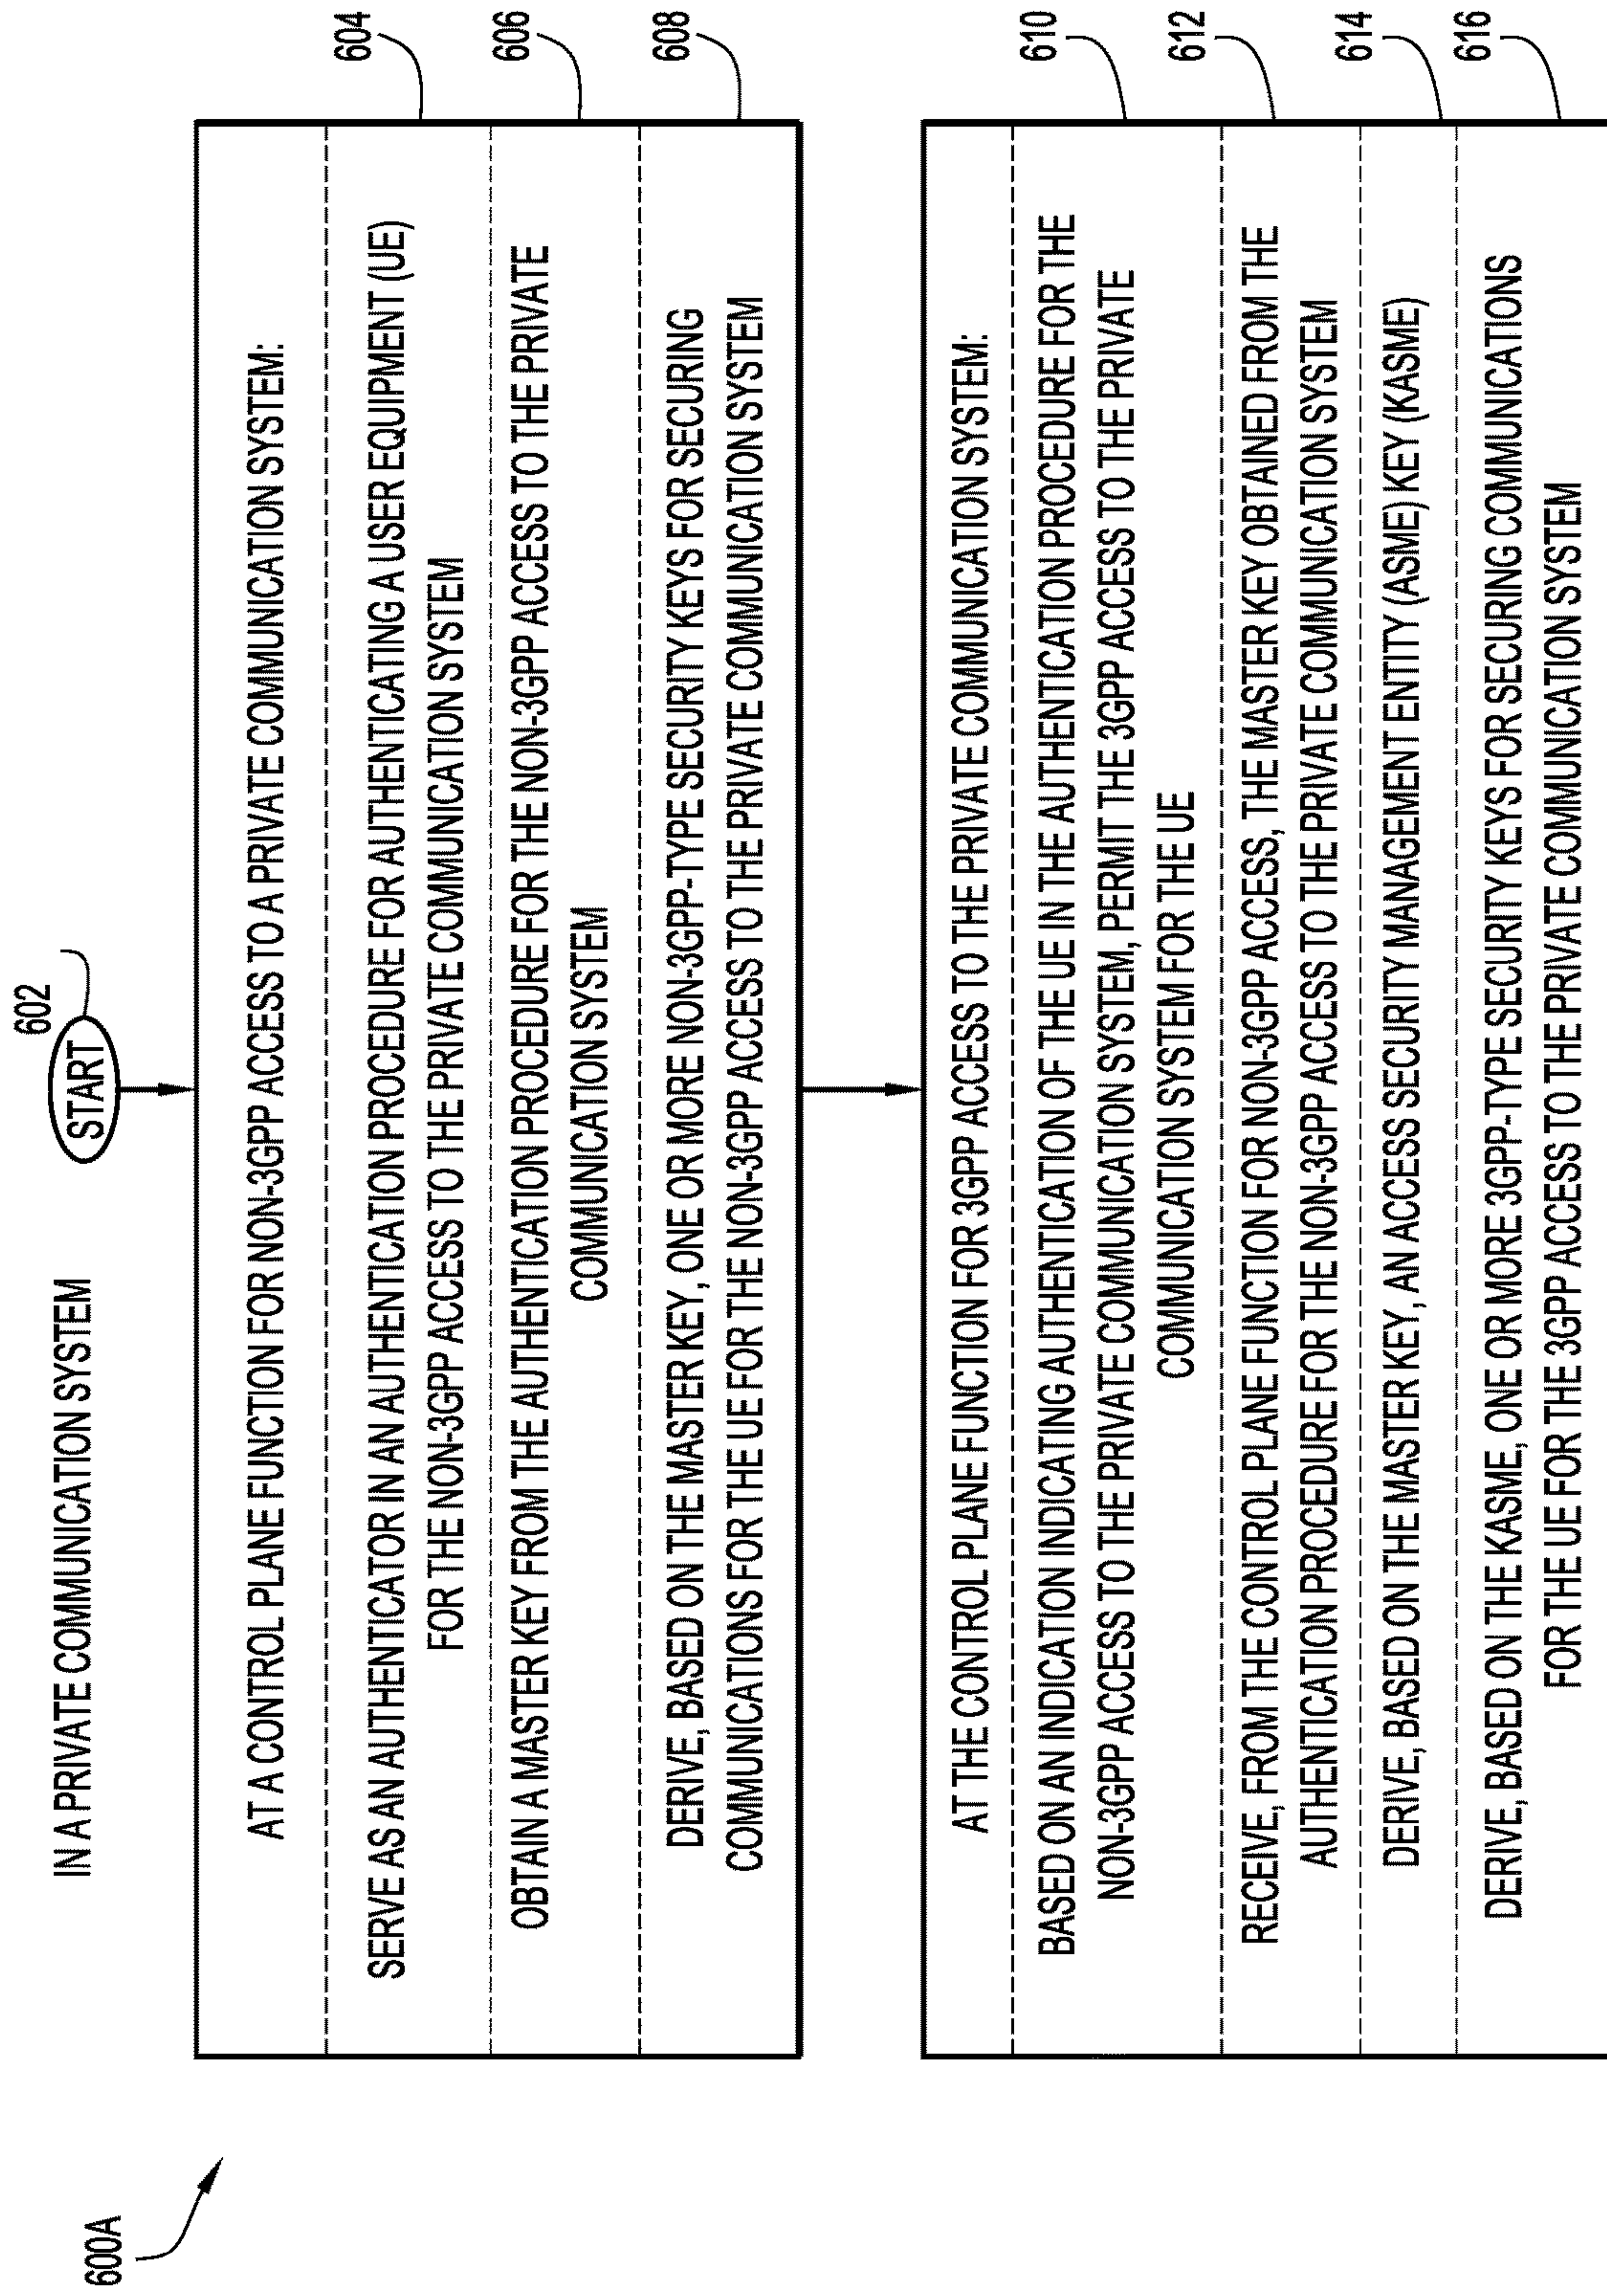 600A
IN A PRIVATE COMMUNICATION SYSTEM
602
START
AT A CONTROL PLANE FUNCTION FOR NON-3GPP ACCESS TO A PRIVATE COMMUNICATION SYSTEM:
SERVE AS AN AUTHENTICATOR IN AN AUTHENTICATION PROCEDURE FOR AUTHENTICATING A USER EQUIPMENT (UE)
FOR THE NON-3GPP ACCESS TO THE PRIVATE COMMUNICATION SYSTEM
604
OBTAIN A MASTER KEY FROM THE AUTHENTICATION PROCEDURE FOR THE NON-3GPP ACCESS TO THE PRIVATE
COMMUNICATION SYSTEM
606
DERIVE, BASED ON THE MASTER KEY, ONE OR MORE NON-3GPP-TYPE SECURITY KEYS FOR SECURING
COMMUNICATIONS FOR THE UE FOR THE NON-3GPP ACCESS TO THE PRIVATE COMMUNICATION SYSTEM
608
AT THE CONTROL PLANE FUNCTION FOR 3GPP ACCESS TO THE PRIVATE COMMUNICATION SYSTEM:
BASED ON AN INDICATION INDICATING AUTHENTICATION OF THE UE IN THE AUTHENTICATION PROCEDURE FOR THE
NON-3GPP ACCESS TO THE PRIVATE COMMUNICATION SYSTEM, PERMIT THE 3GPP ACCESS TO THE PRIVATE
COMMUNICATION SYSTEM FOR THE UE
610
RECEIVE, FROM THE CONTROL PLANE FUNCTION FOR NON-3GPP ACCESS, THE MASTER KEY OBTAINED FROM THE
AUTHENTICATION PROCEDURE FOR THE NON-3GPP ACCESS TO THE PRIVATE COMMUNICATION SYSTEM
612
DERIVE, BASED ON THE MASTER KEY, AN ACCESS SECURITY MANAGEMENT ENTITY (ASME) KEY (KASME)
614
DERIVE, BASED ON THE KASME, ONE OR MORE 3GPP-TYPE SECURITY KEYS FOR SECURING COMMUNICATIONS
FOR THE UE FOR THE 3GPP ACCESS TO THE PRIVATE COMMUNICATION SYSTEM
616